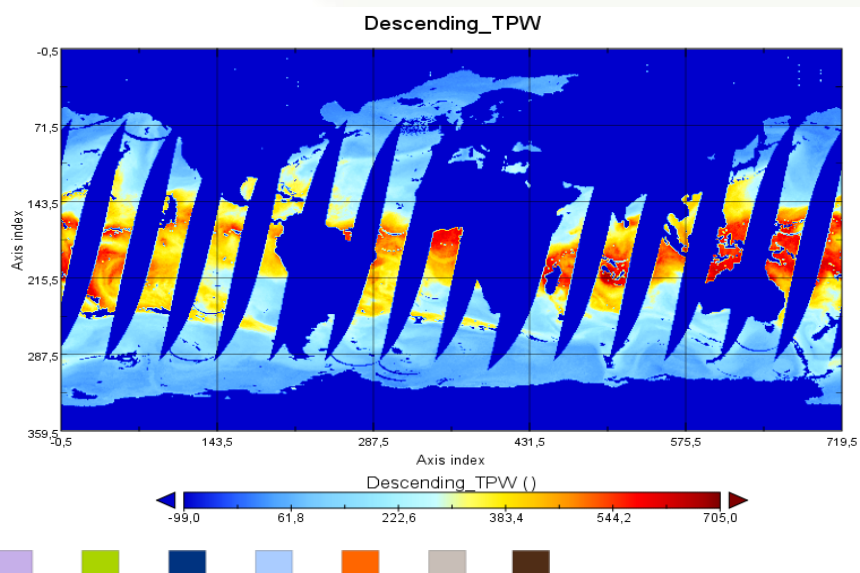 Descending_TPW
-0,5
71,5
143,5
Axis index
215,5
287,5
359,5
-0,5 143,5 287,5 431,5 575,5 719,5
Axis index
Descending_TPW ()
-99,0 61,8 222,6 383,4 544,2 705,0